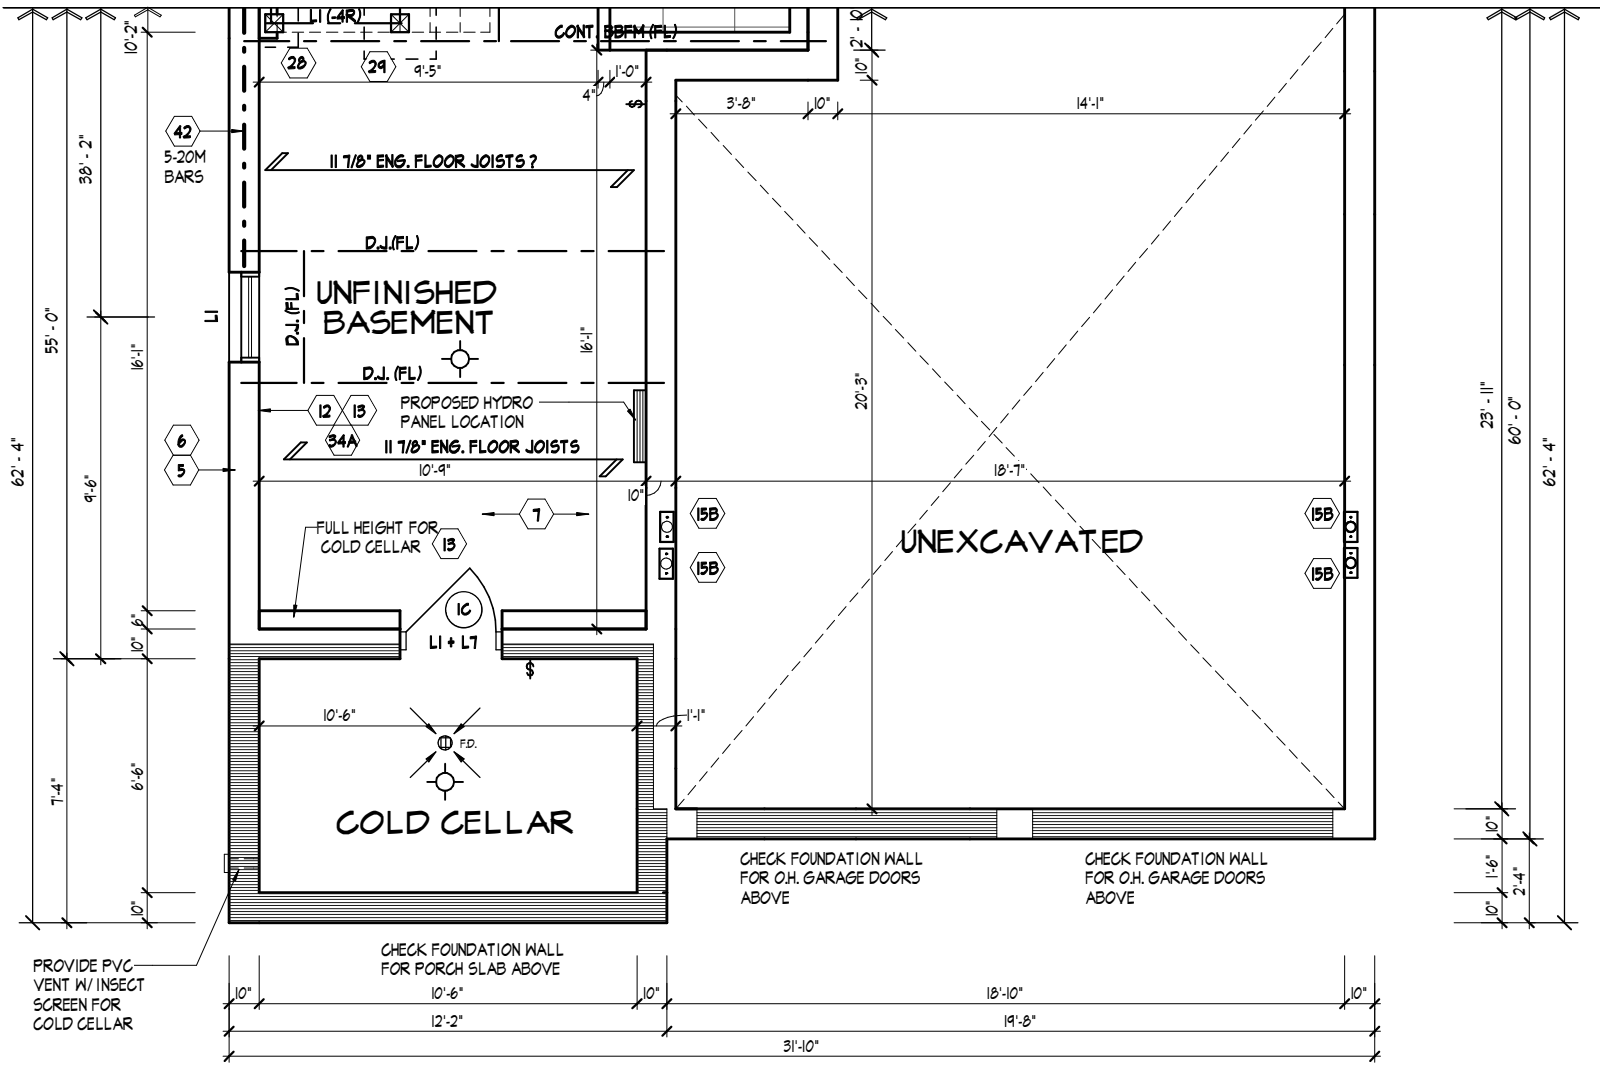 L1 (-4R)
CONT. BBFM (FL)
10'-2"
28
29
9'-5"
4"
1'-0"
$
2' - 10
10"
3'-8"
10"
14'-1"
42
5-20M
BARS
38' - 2"
11 7/8" ENG. FLOOR JOISTS ?
D.J.(FL)
UNFINISHED
BASEMENT
D.J. (FL)
L1
55' - 0"
16'-1"
16'-1"
D.J. (FL)
12
13
34A
PROPOSED HYDRO
PANEL LOCATION
20'-3"
23' - 11"
60' - 0"
62' - 4"
62' - 4"
6
5
11 7/8" ENG. FLOOR JOISTS
10'-9"
10"
18'-7"
9'-6"
7
15B
15B
15B
15B
UNEXCAVATED
FULL HEIGHT FOR
COLD CELLAR
13
1C
L1 + L7
$
6"
10"
10'-6"
1'-1"
F.D.
COLD CELLAR
7'-4"
6'-6"
10"
10"
1'-6"
2'-4"
10"
CHECK FOUNDATION WALL
FOR O.H. GARAGE DOORS
ABOVE
CHECK FOUNDATION WALL
FOR O.H. GARAGE DOORS
ABOVE
CHECK FOUNDATION WALL
FOR PORCH SLAB ABOVE
PROVIDE PVC
VENT W/ INSECT
SCREEN FOR
COLD CELLAR
10"
10'-6"
10"
18'-10"
10"
12'-2"
19'-8"
31'-10"